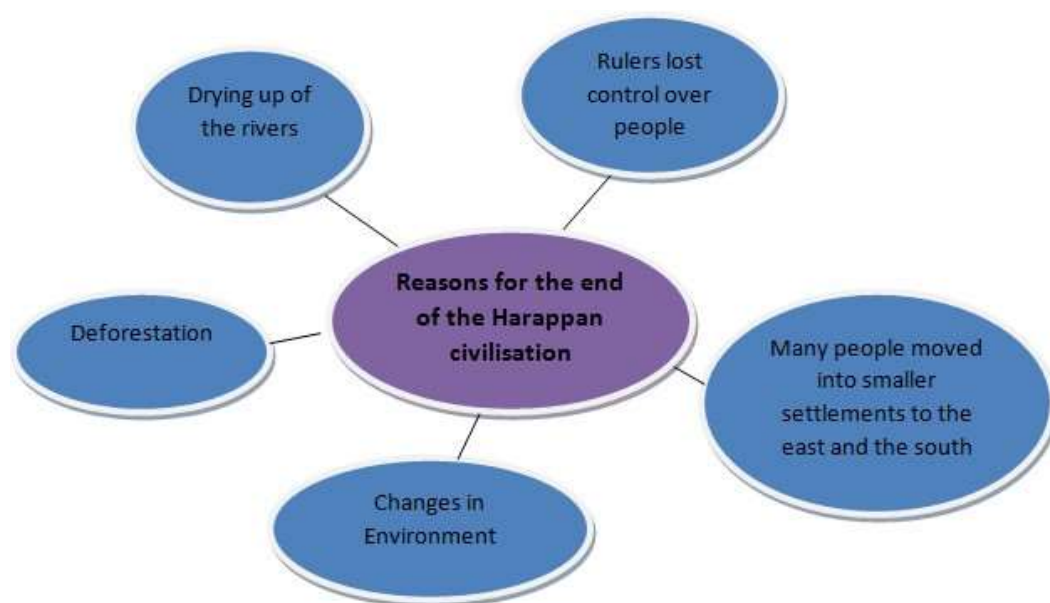 Drying up of
the rivers
Rulers lost
control over
people
Reasons for the end
of the Harappan
civilisation
Deforestation
Many people moved
into smaller
settlements to the
east and the south
Changes in
Environment